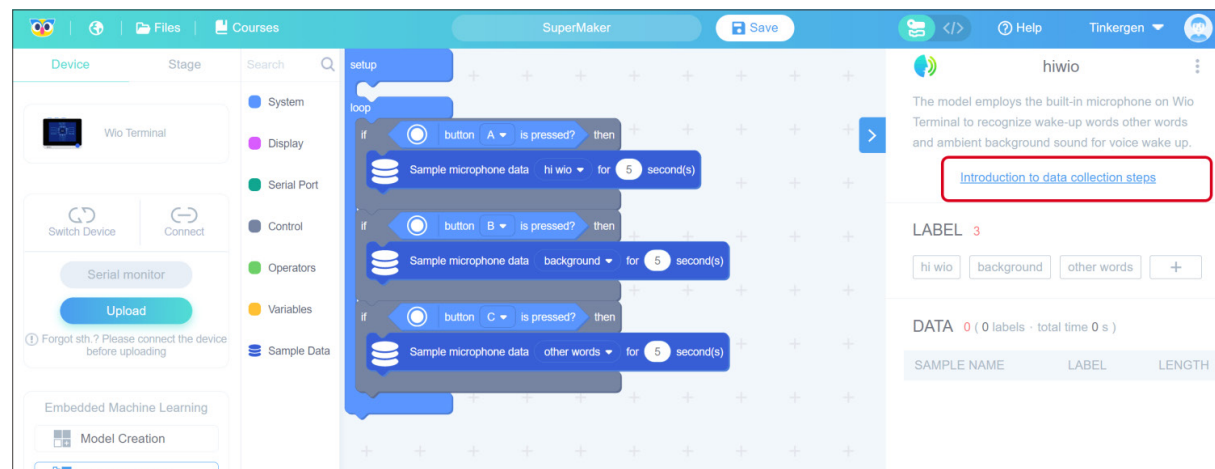 Files
Courses
SuperMaker
Save
</>
Help
Tinkergen
Device
Stage
Wio Terminal
Switch Device
Connect
Serial monitor
Upload
Forgot sth.? Please connect the device
before uploading
Embedded Machine Learning
Model Creation
Search
System
Display
Serial Port
Control
Operators
Variables
Sample Data
setup
loop
if button A is pressed? then
Sample microphone data hi wio for 5 second(s)
if button B is pressed? then
Sample microphone data background for 5 second(s)
if button C is pressed? then
Sample microphone data other words for 5 second(s)
hiwio
The model employs the built-in microphone on Wio
Terminal to recognize wake-up words other words
and ambient background sound for voice wake up.
Introduction to data collection steps
LABEL 3
hi wio background other words +
DATA 0 ( 0 labels · total time 0 s )
SAMPLE NAME LABEL LENGTH